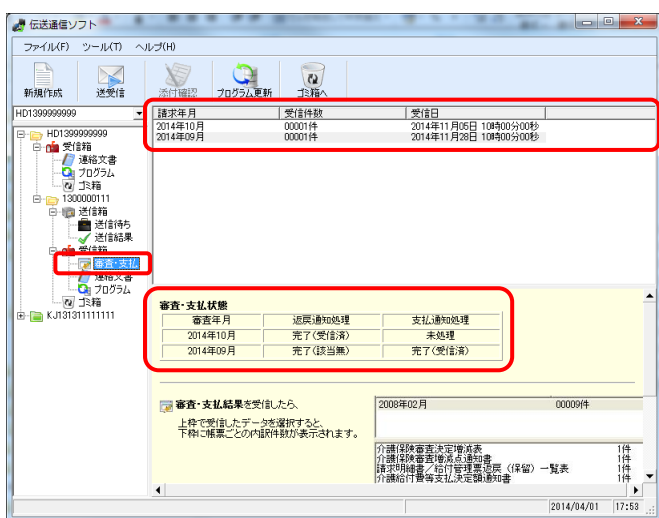 伝送通信ソフト
ファイル(F) ツール(T) ヘルプ(H)
新規作成 送受信 添付確認 プログラム更新 ゴミ箱へ
HD1399999999
請求年月 受信件数 受信日
2014年10月 00001件 2014年11月05日 10時00分00秒
2014年09月 00001件 2014年11月28日 10時00分00秒
HD1399999999
受信箱
連絡文書
プログラム
ゴミ箱
1300000111
送信箱
送信待ち
送信結果
受信箱
審査・支払
連絡文書
プログラム
ゴミ箱
KJ131311111111
審査・支払状態
審査年月 返戻通知処理 支払通知処理
2014年10月 完了(受信済) 未処理
2014年09月 完了(該当無) 完了(受信済)
審査・支払結果を受信したら、
上枠で受信したデータを選択すると、
下枠に帳票ごとの内訳件数が表示されます。
2008年02月 00009件
介護保険審査決定増減表 1件
介護保険審査増減点通知書 1件
請求明細書／給付管理票返戻（保留）一覧表 1件
介護給付費等支払決定額通知書 1件
2014/04/01 17:53